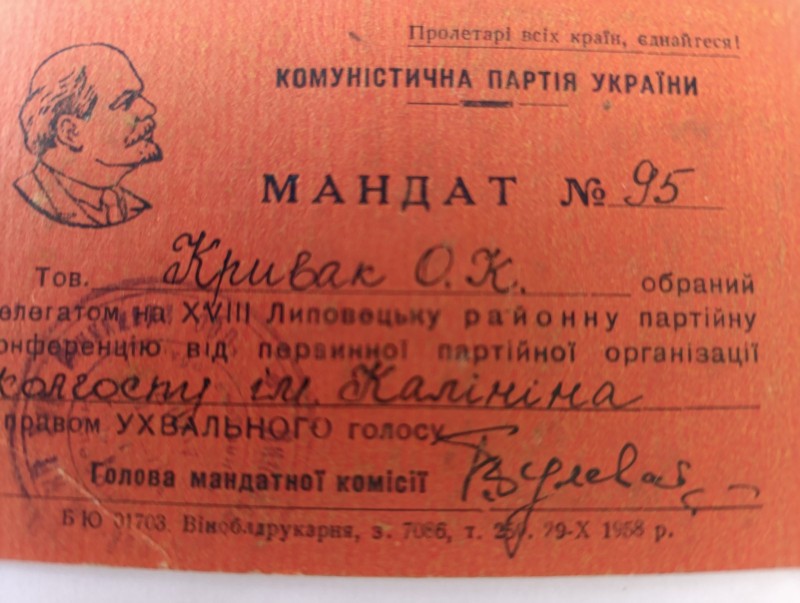 Пролетарі всіх країн, єднайтеся!
КОМУНІСТИЧНА ПАРТІЯ УКРАЇНИ
МАНДАТ № 95
Тов. Кривак О. К. обраний
елегатом на XVIII Липовецьку районну партійну
онференцію від первинної партійної організації
колгоспу ім. Калініна
правом УХВАЛЬНОГО голосу
Голова мандатної комісії
БЮ 01703. Віноблдрукарня, з. 7086, т. 250. 29-X 1958 р.